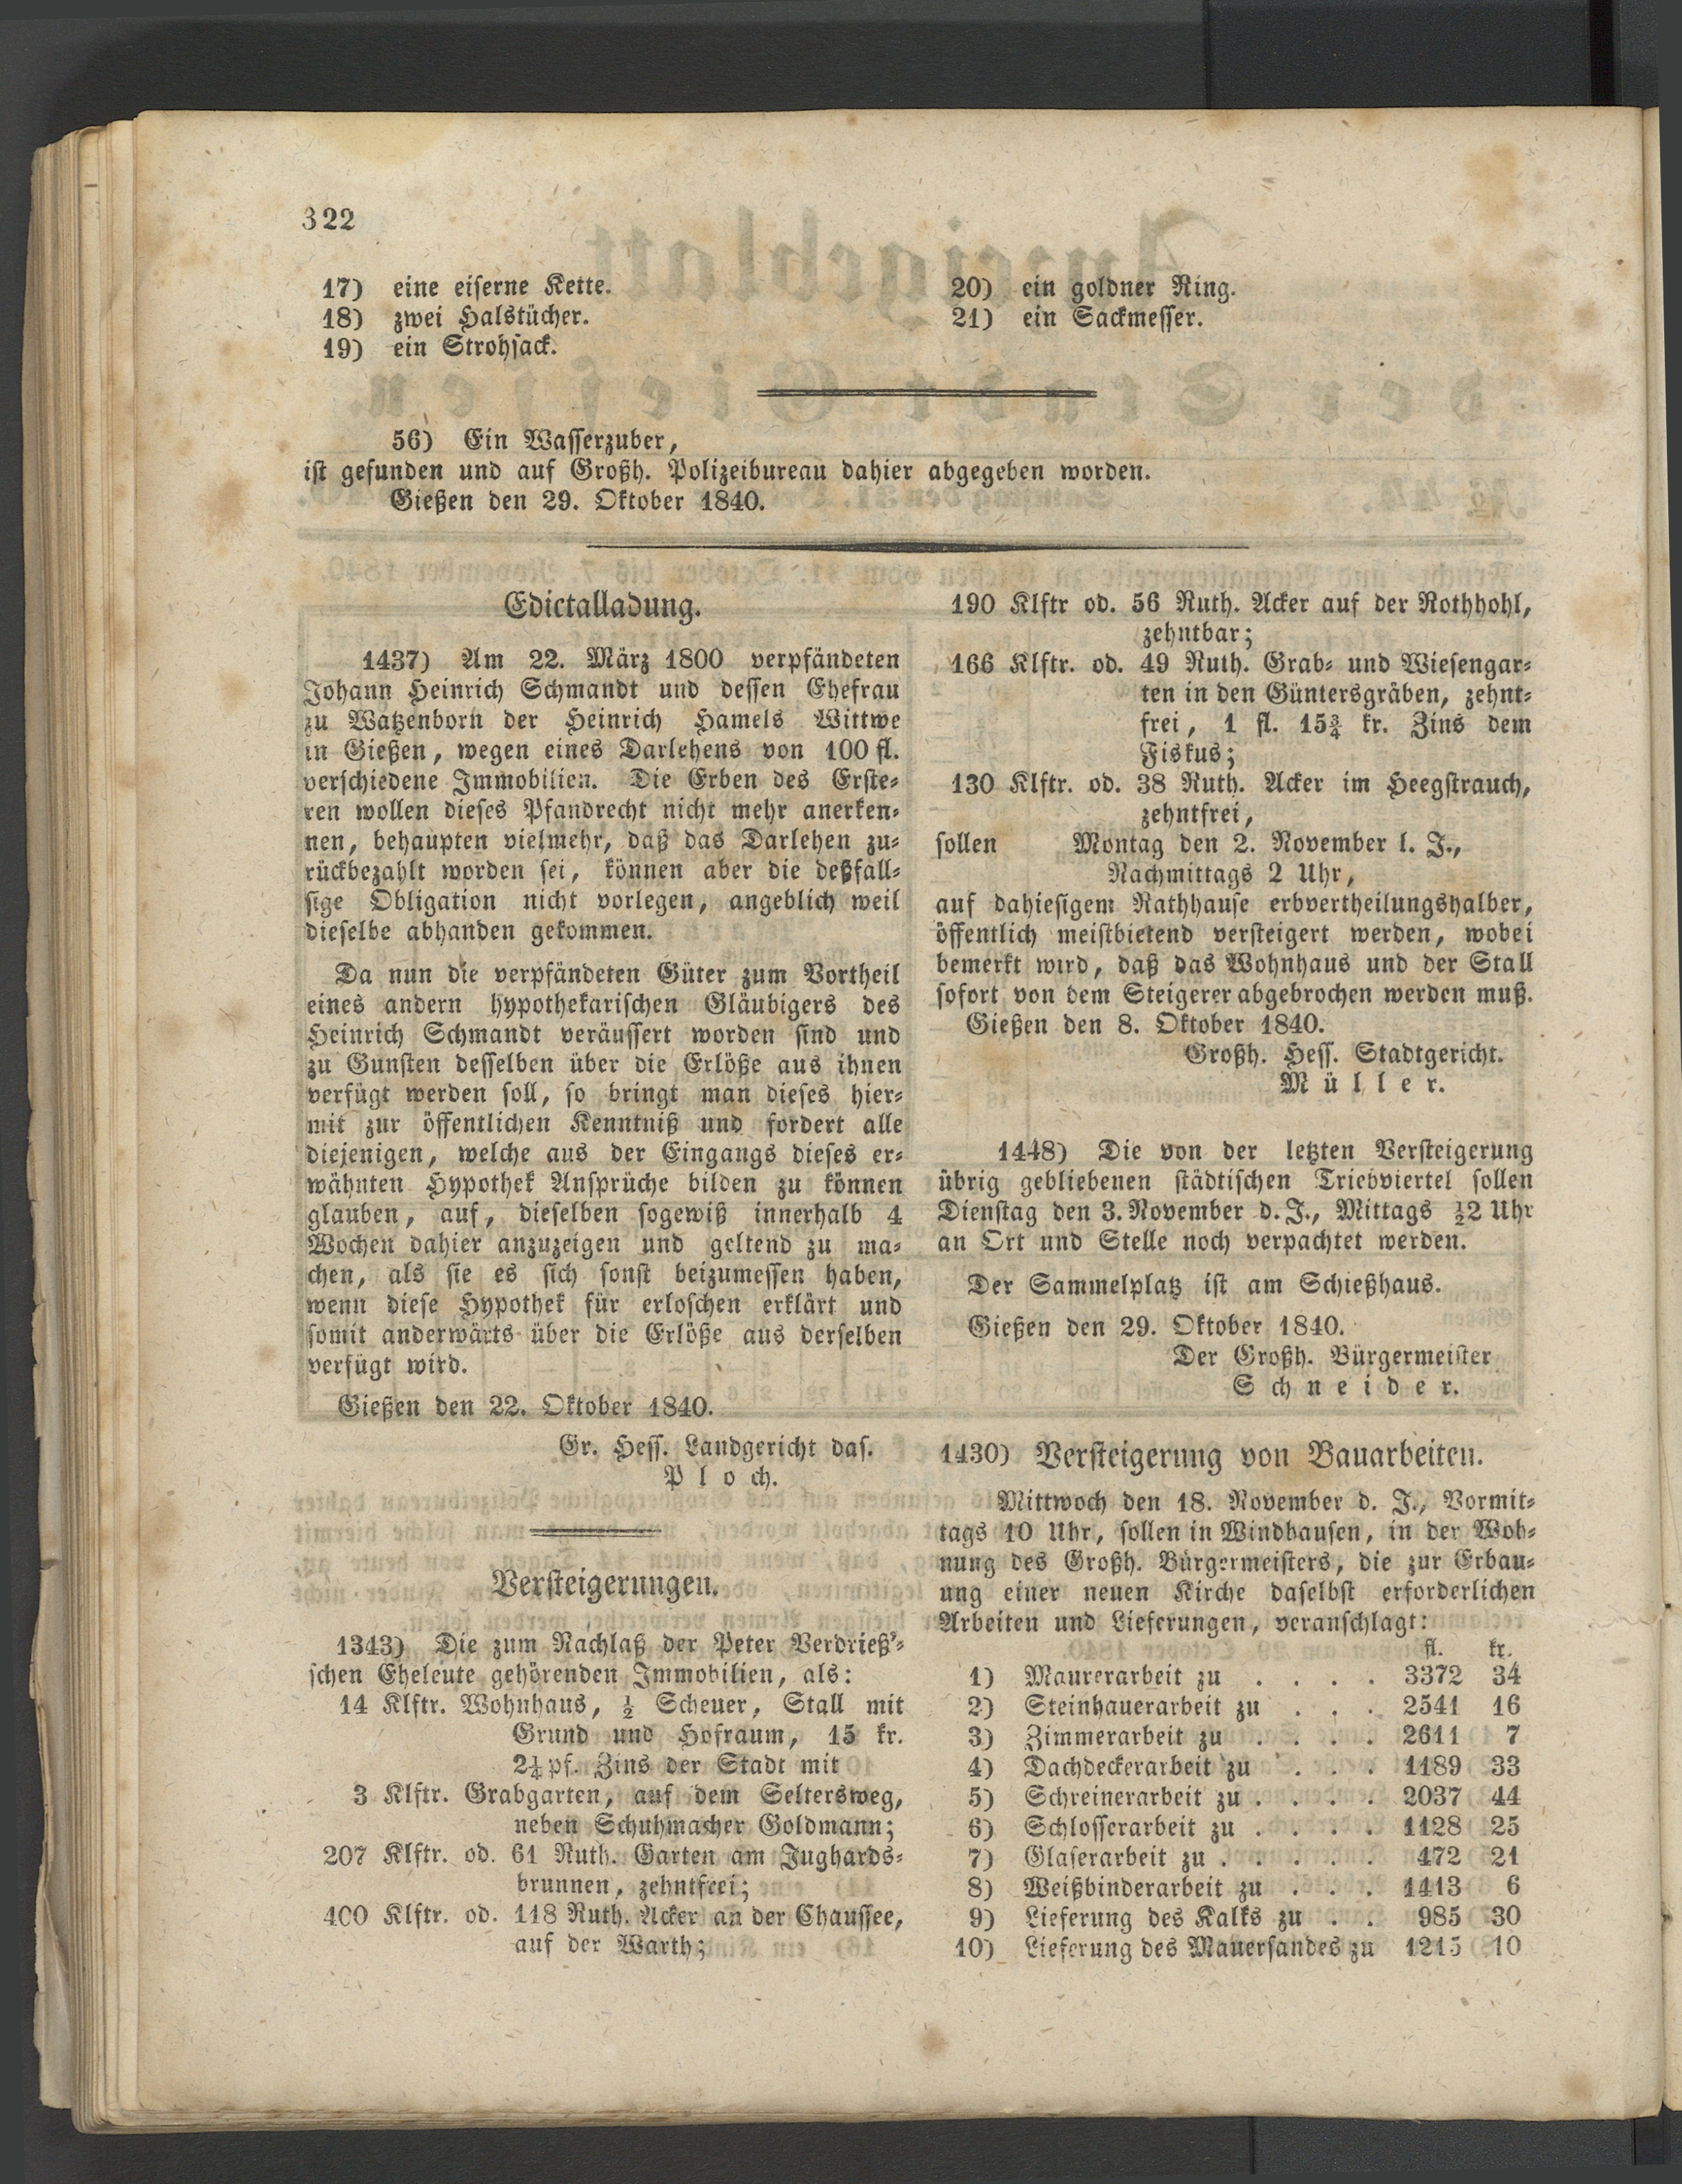 322
17) eine eiserne Kette.
18) zwei Halstücher.
19) ein Strohsack.
20) ein goldner Ring.
21) ein Sackmesser.
56) Ein Wasserzuber,
ist gefunden und auf Großh. Polizeibureau dahier abgegeben worden.
Gießen den 29. Oktober 1840.
Edictalladung.
1437) Am 22. März 1800 verpfändeten
Johann Heinrich Schmandt und dessen Ehefrau
zu Watzenborn der Heinrich Hamels Wittwe
in Gießen, wegen eines Darlehens von 100 fl.
verschiedene Immobilien. Die Erben des Erste-
ren wollen dieses Pfandrecht nicht mehr anerken-
nen, behaupten vielmehr, daß das Darlehen zu-
rückbezahlt worden sei, können aber die deßfall-
sige Obligation nicht vorlegen, angeblich weil
dieselbe abhanden gekommen.
Da nun die verpfändeten Güter zum Vortheil
eines andern hypothekarischen Gläubigers des
Heinrich Schmandt veräussert worden sind und
zu Gunsten desselben über die Erlöße aus ihnen
verfügt werden soll, so bringt man dieses hier-
mit zur öffentlichen Kenntniß und fordert alle
diejenigen, welche aus der Eingangs dieses er-
wähnten Hypothek Ansprüche bilden zu können
glauben, auf, dieselben sogewiß innerhalb 4
Wochen dahier anzuzeigen und geltend zu ma-
chen, als sie es sich sonst beizumessen haben,
wenn diese Hypothek für erloschen erklärt und
somit anderwärts über die Erlöße aus derselben
verfügt wird.
Gießen den 22. Oktober 1840.
Gr. Hess. Landgericht das.
Ploch.
Versteigerungen.
1343) Die zum Nachlaß der Peter Verdrieß'-
schen Eheleute gehörenden Immobilien, als:
14 Klftr. Wohnhaus, ½ Scheuer, Stall mit
Grund und Hofraum, 15 kr.
2¼ pf. Zins der Stadt mit
3 Klftr. Grabgarten, auf dem Seltersweg,
neben Schuhmacher Goldmann;
207 Klftr. od. 61 Ruth. Garten am Jughards-
brunnen, zehntfrei;
400 Klftr. od. 118 Ruth. Acker an der Chaussee,
auf der Warth;
190 Klftr od. 56 Ruth. Acker auf der Rothhohl,
zehntbar;
166 Klftr. od. 49 Ruth. Grab- und Wiesengar-
ten in den Güntersgräben, zehnt-
frei, 1 fl. 15¾ kr. Zins dem
Fiskus;
130 Klftr. od. 38 Ruth. Acker im Heegstrauch,
zehntfrei,
sollen Montag den 2. November l. J.,
Nachmittags 2 Uhr,
auf dahiesigem Rathhause erbvertheilungshalber,
öffentlich meistbietend versteigert werden, wobei
bemerkt wird, daß das Wohnhaus und der Stall
sofort von dem Steigerer abgebrochen werden muß.
Gießen den 8. Oktober 1840.
Großh. Hess. Stadtgericht.
Müller.
1448) Die von der letzten Versteigerung
übrig gebliebenen städtischen Triebviertel sollen
Dienstag den 3. November d. J., Mittags ½2 Uhr
an Ort und Stelle noch verpachtet werden.
Der Sammelplatz ist am Schießhaus.
Gießen den 29. Oktober 1840.
Der Großh. Bürgermeister
Schneider.
1430) Versteigerung von Bauarbeiten.
Mittwoch den 18. November d. J., Vormit-
tags 10 Uhr, sollen in Windhausen, in der Woh-
nung des Großh. Bürgermeisters, die zur Erbau-
ung einer neuen Kirche daselbst erforderlichen
Arbeiten und Lieferungen, veranschlagt:
fl. kr.
1) Maurerarbeit zu . . . . 3372 34
2) Steinhauerarbeit zu . . . 2541 16
3) Zimmerarbeit zu . . . . 2611 7
4) Dachdeckerarbeit zu . . . 1189 33
5) Schreinerarbeit zu . . . . 2037 44
6) Schlosserarbeit zu . . . . 1128 25
7) Glaserarbeit zu . . . . . 472 21
8) Weißbinderarbeit zu . . . 1413 6
9) Lieferung des Kalks zu . . 985 30
10) Lieferung des Mauersandes zu 1215 10